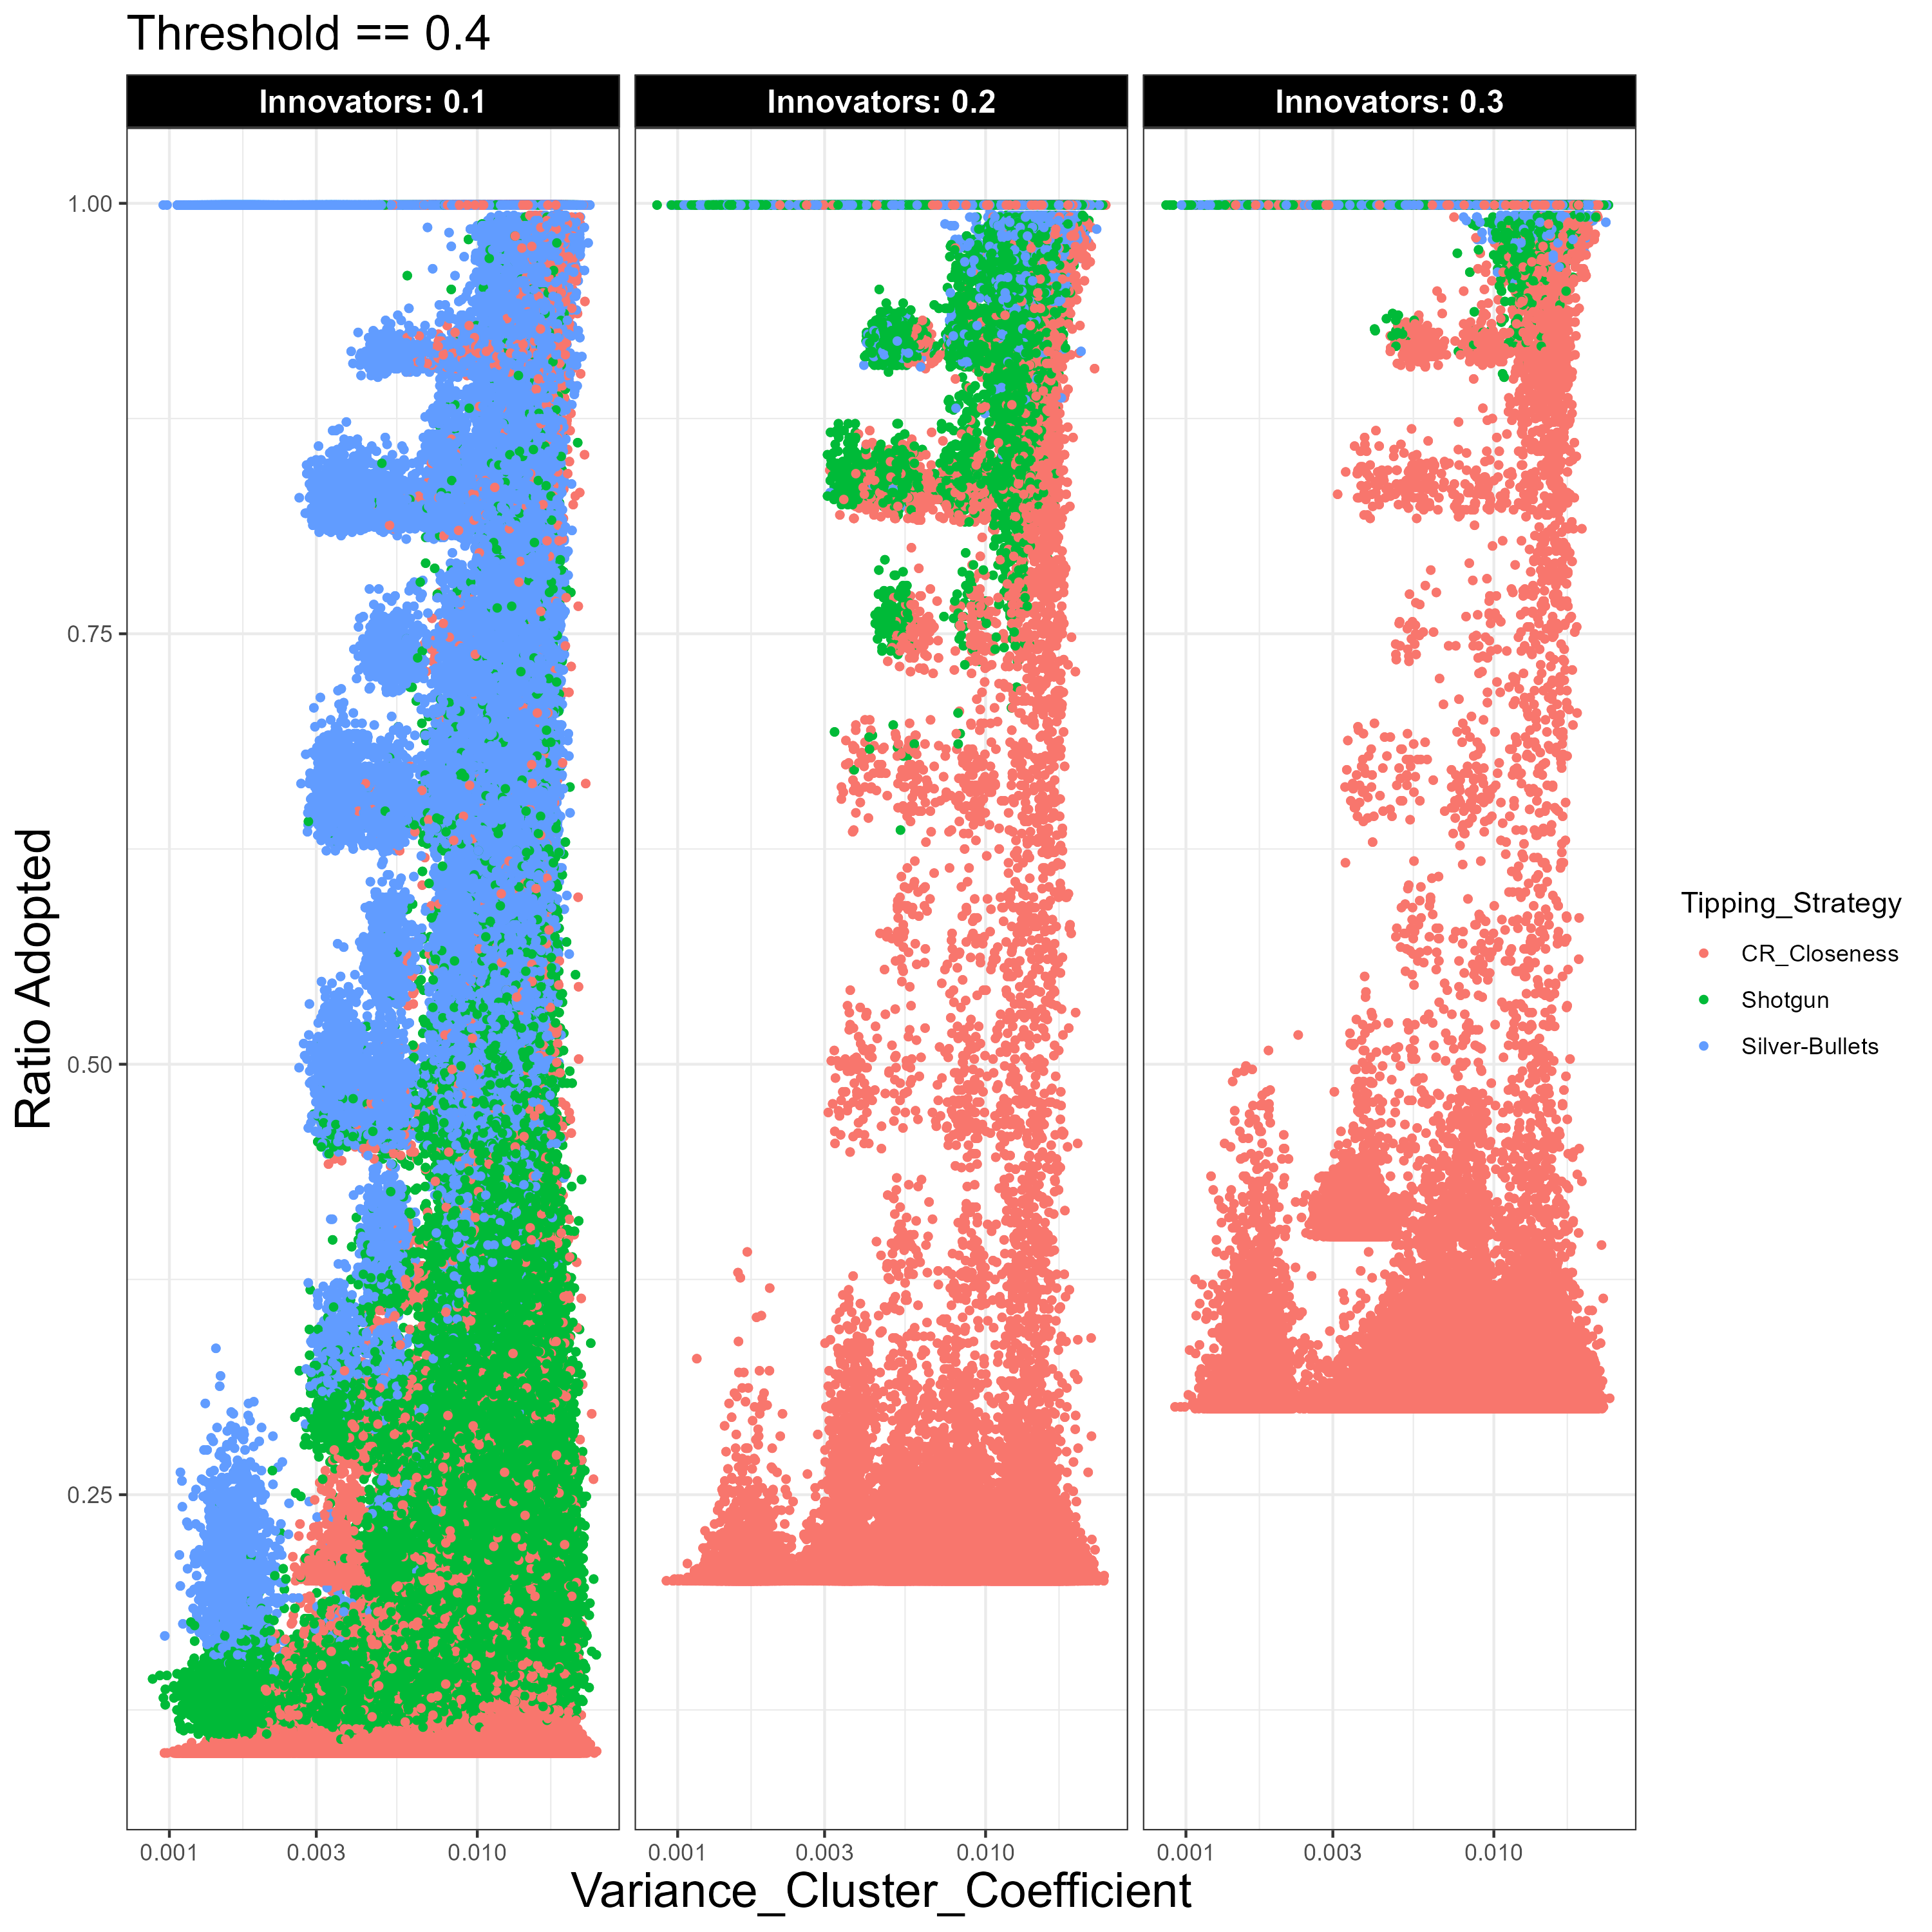 Threshold == 0.4
Innovators: 0.1
Innovators: 0.2
Innovators: 0.3
1.00
0.75
0.50
0.25
Ratio Adopted
0.001 0.003 0.010
0.001 0.003 0.010
0.001 0.003 0.010
Variance_Cluster_Coefficient
Tipping_Strategy
CR_Closeness
Shotgun
Silver-Bullets